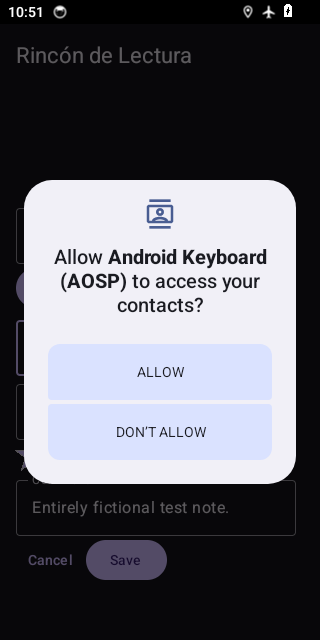 10:51
Rincón de Lectura
Allow Android Keyboard
(AOSP) to access your
contacts?
ALLOW
DON’T ALLOW
Entirely fictional test note.
Cancel
Save